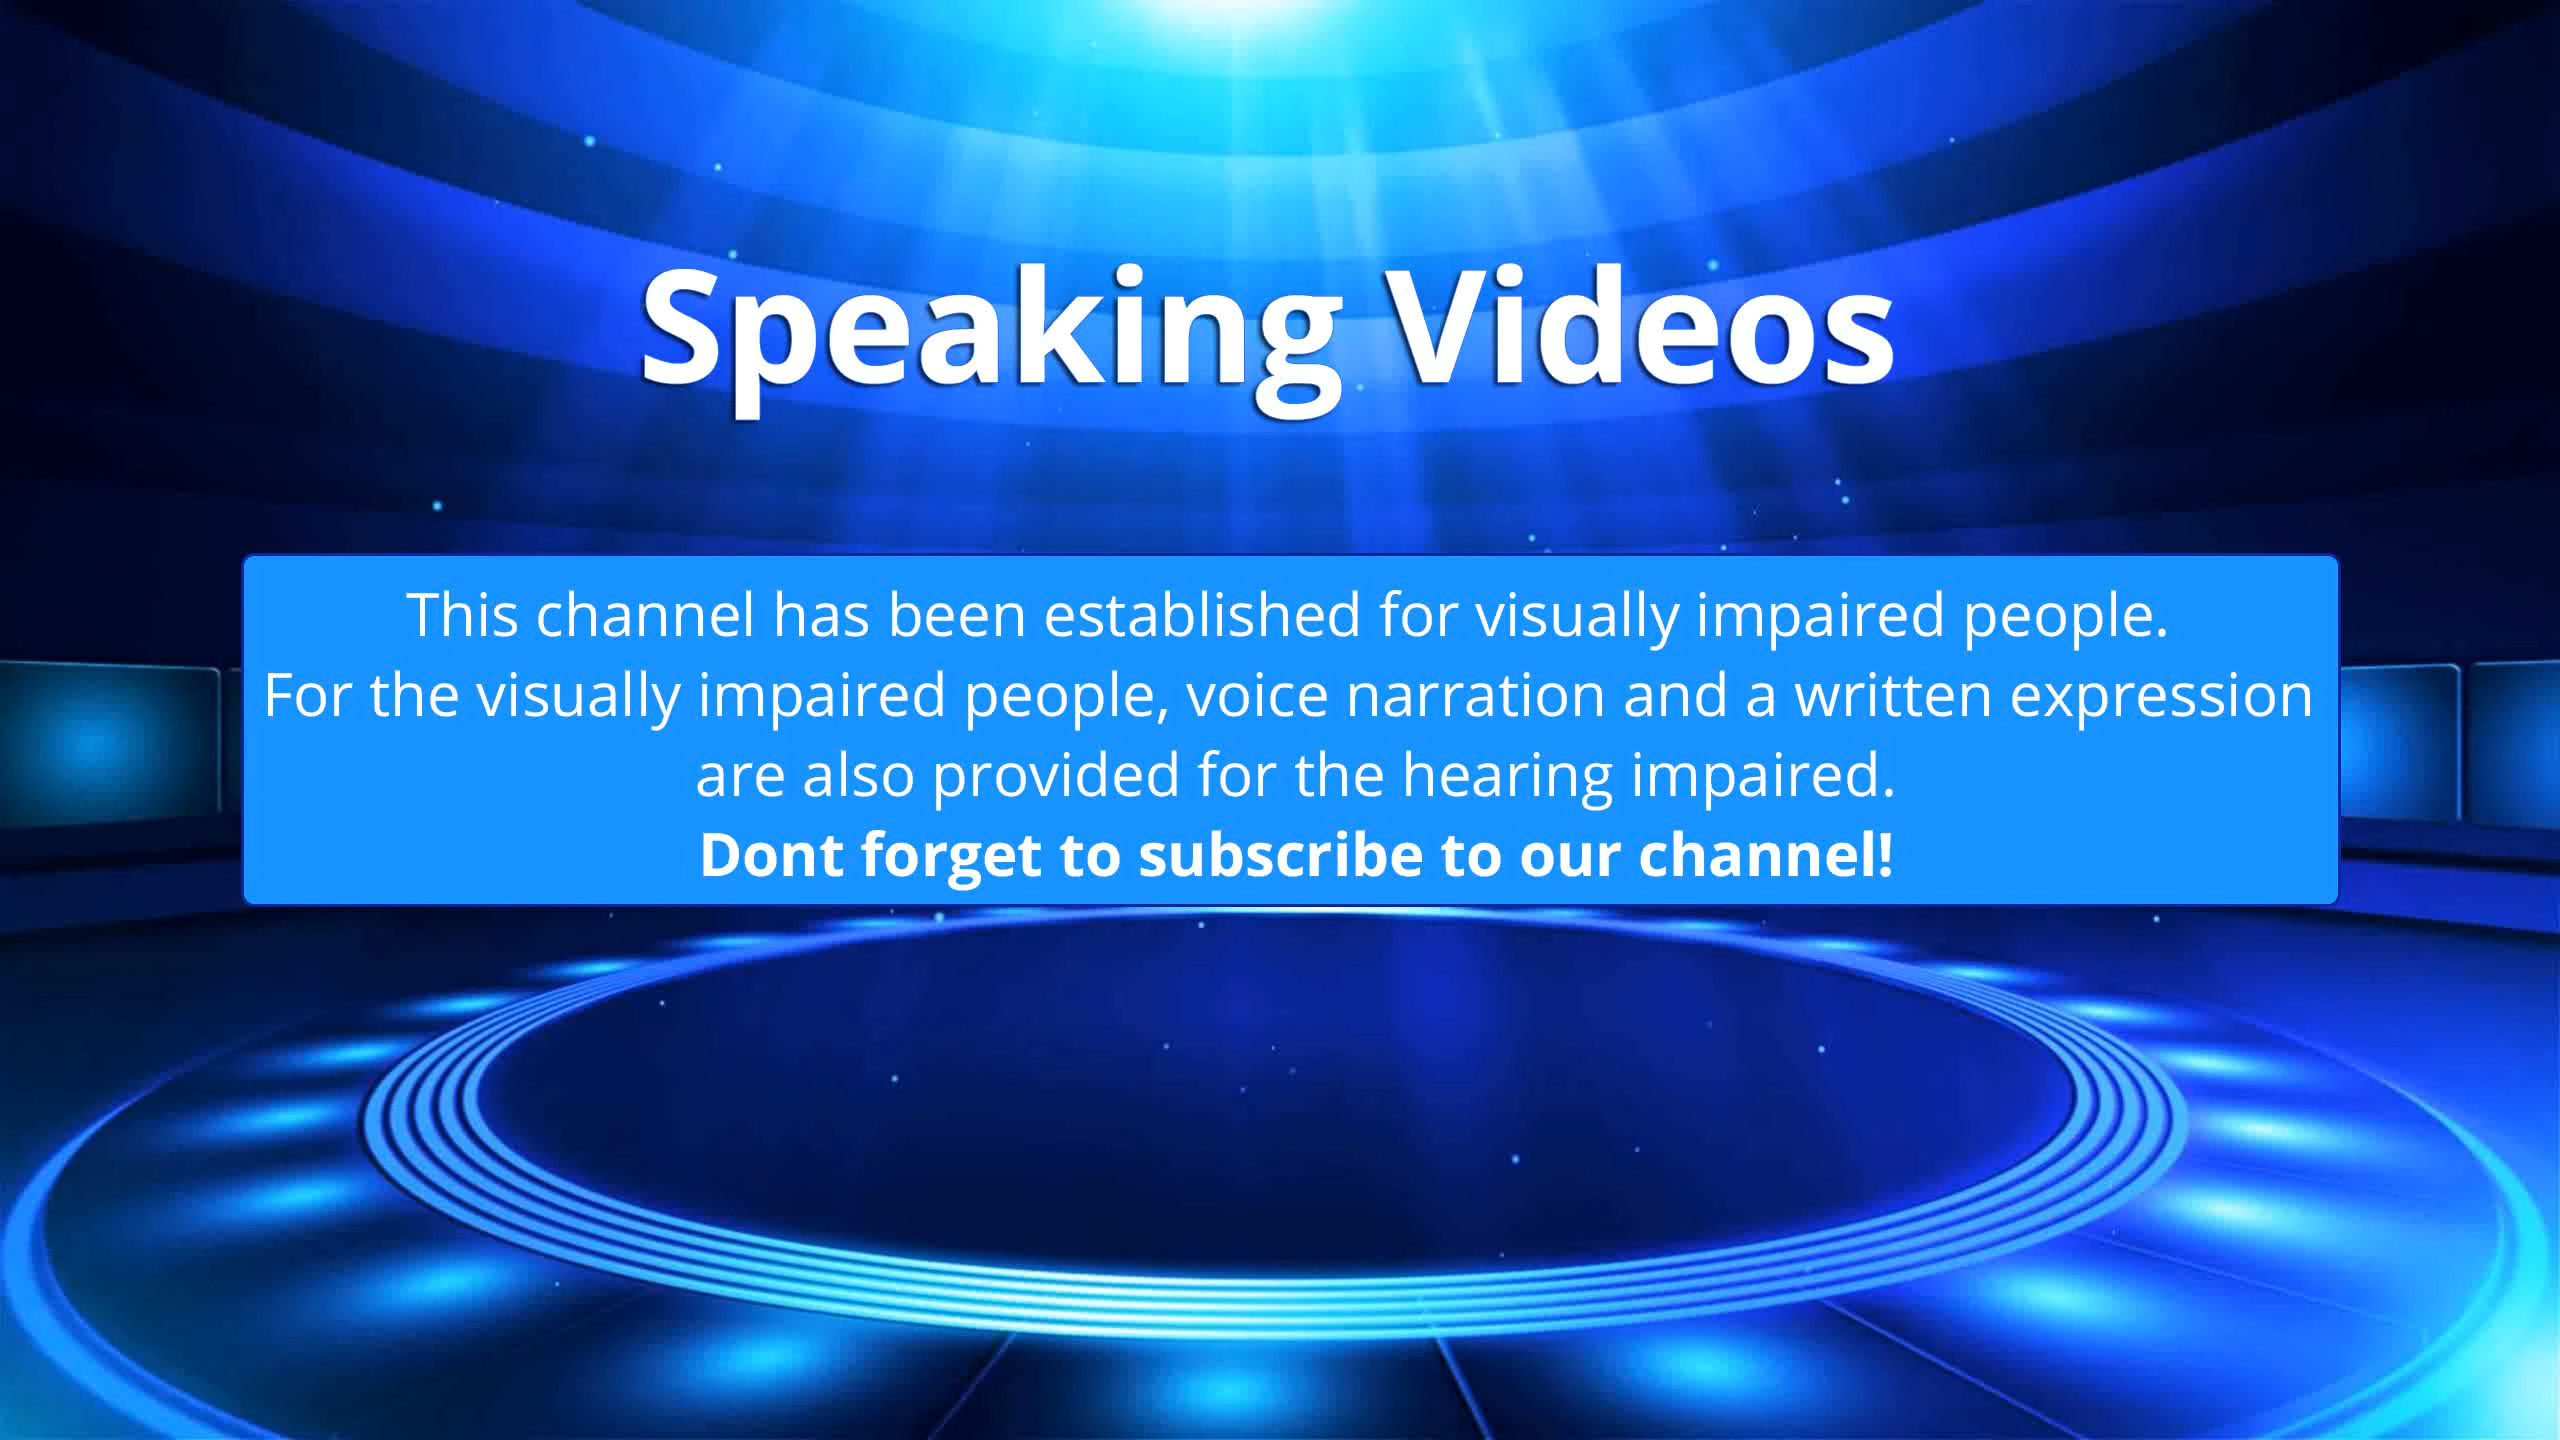 Speaking Videos
This channel has been established for visually impaired people.
For the visually impaired people, voice narration and a written expression
are also provided for the hearing impaired.
Dont forget to subscribe to our channel!